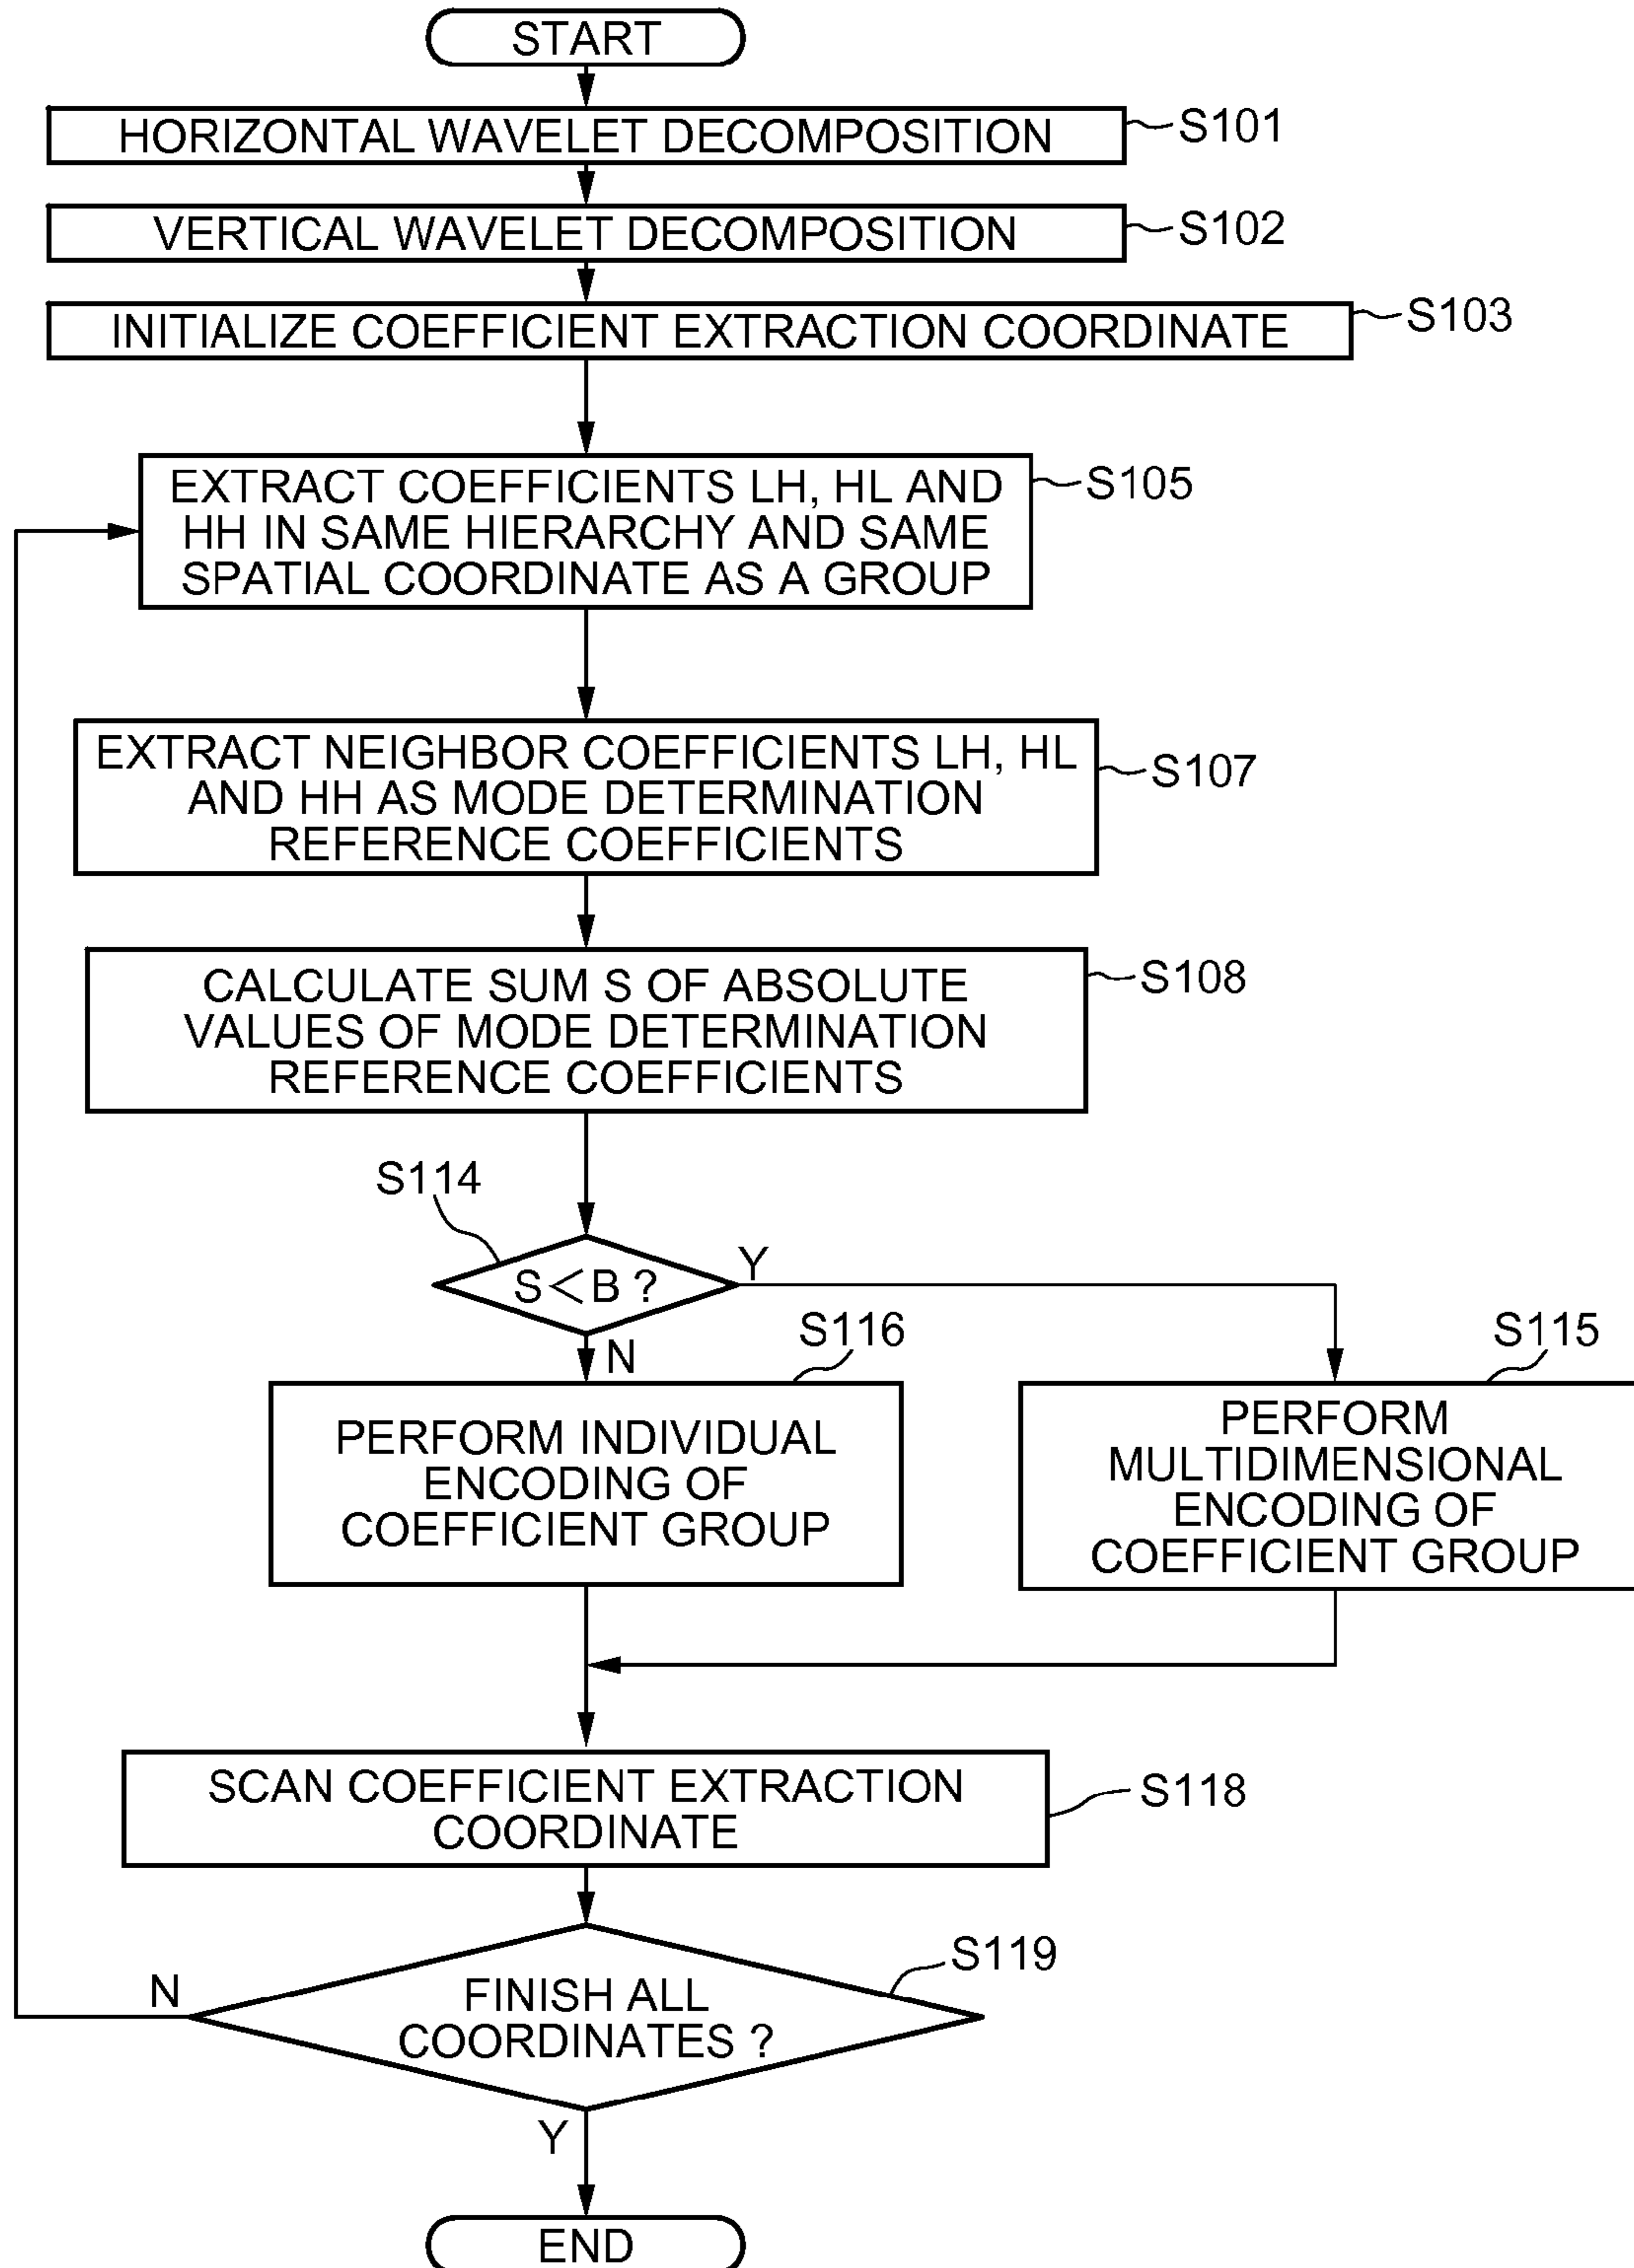 START
HORIZONTAL WAVELET DECOMPOSITION
S101
VERTICAL WAVELET DECOMPOSITION
S102
INITIALIZE COEFFICIENT EXTRACTION COORDINATE
S103
EXTRACT COEFFICIENTS LH, HL AND
HH IN SAME HIERARCHY AND SAME
SPATIAL COORDINATE AS A GROUP
S105
EXTRACT NEIGHBOR COEFFICIENTS LH, HL
AND HH AS MODE DETERMINATION
REFERENCE COEFFICIENTS
S107
CALCULATE SUM S OF ABSOLUTE
VALUES OF MODE DETERMINATION
REFERENCE COEFFICIENTS
S108
S114
S<B ?
Y
N
S116
PERFORM INDIVIDUAL
ENCODING OF
COEFFICIENT GROUP
S115
PERFORM
MULTIDIMENSIONAL
ENCODING OF
COEFFICIENT GROUP
SCAN COEFFICIENT EXTRACTION
COORDINATE
S118
S119
FINISH ALL
COORDINATES ?
N
Y
END